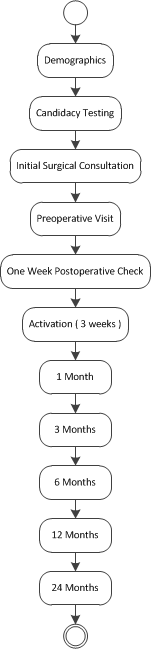 Demographics
Candidacy Testing
Initial Surgical Consultation
Preoperative Visit
One Week Postoperative Check
Activation ( 3 weeks )
1 Month
3 Months
6 Months
12 Months
24 Months